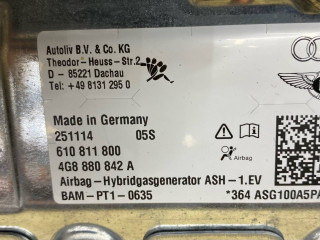 Autoliv B.V. & Co. KG
Theodor - Heuss - Str.2
D - 85221 Dachau
Tel: +49 8131 295 0
Made in Germany
251114 05S
610 811 800
4G8 880 842 A
Airbag
Airbag - Hybridgasgenerator ASH - 1.EV
BAM - PT1 - 0635
*364 ASG100A5PA